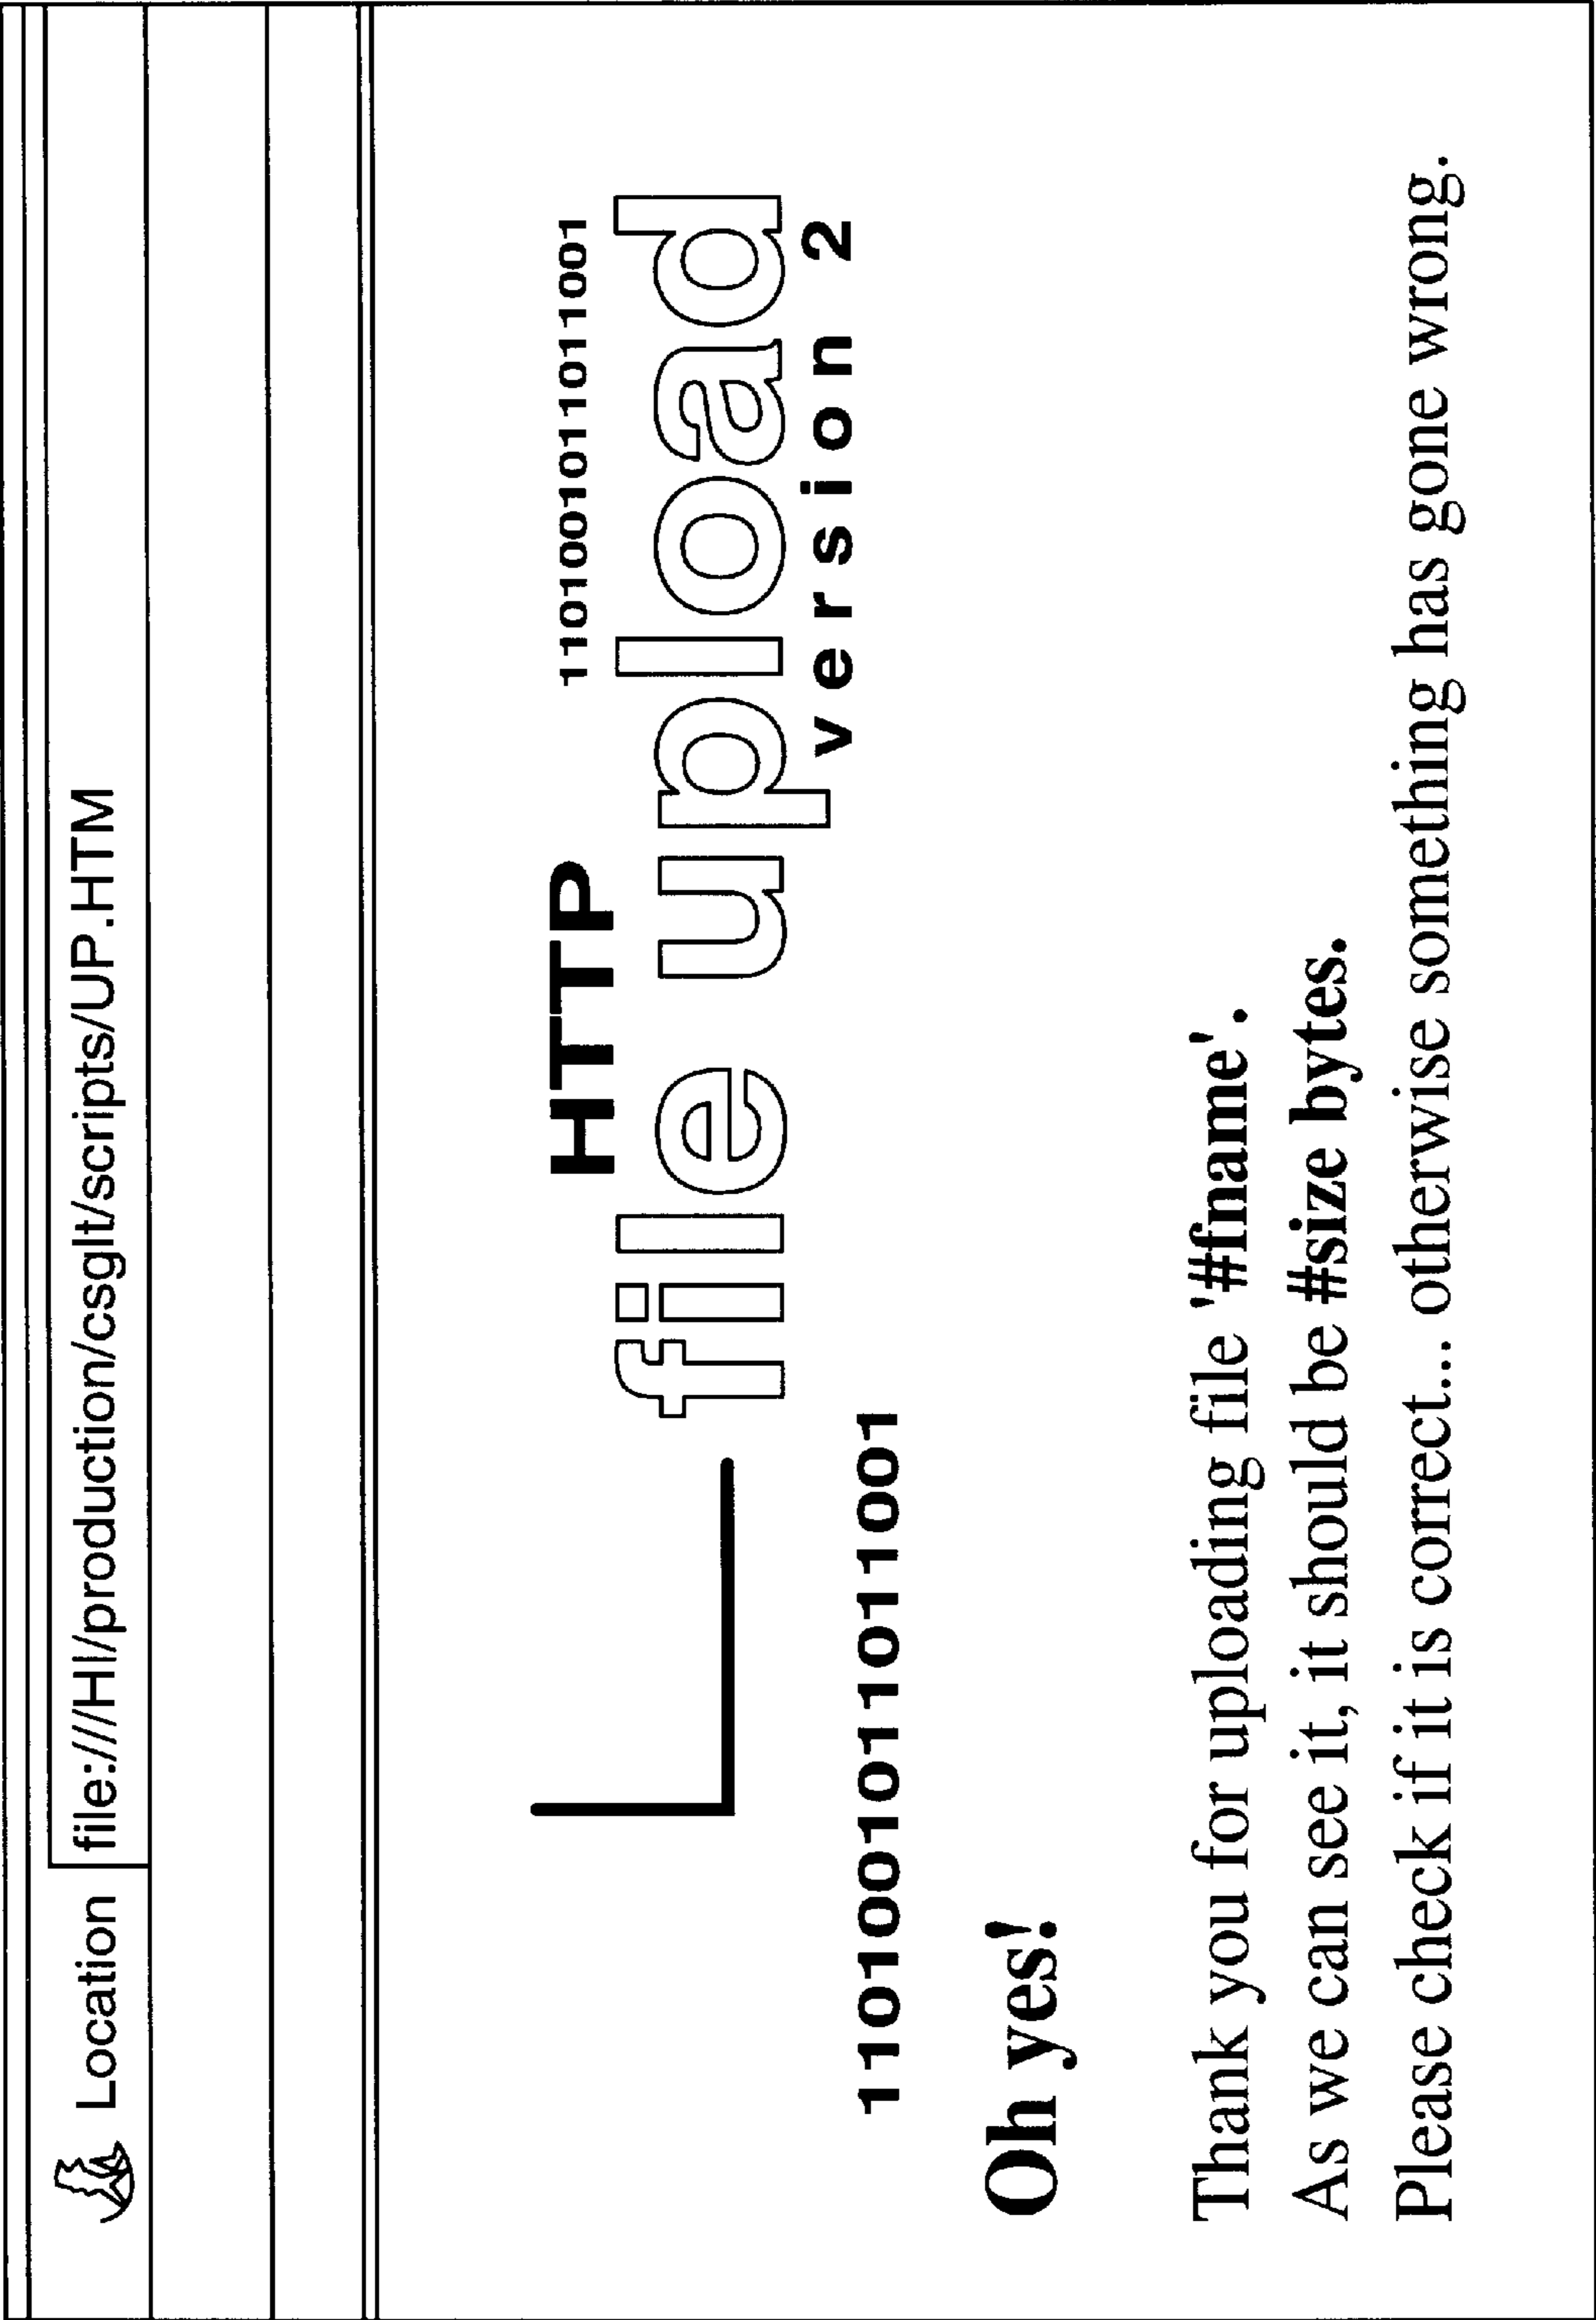 Location file:///HI/production/csglt/scripts/UP.HTM
HTTP 1101001011011001
file upload
version 2
1101001011011001
Oh yes!
Thank you for uploading file '#fname'.
As we can see it, it should be #size bytes.
Please check if it is correct... otherwise something has gone wrong.